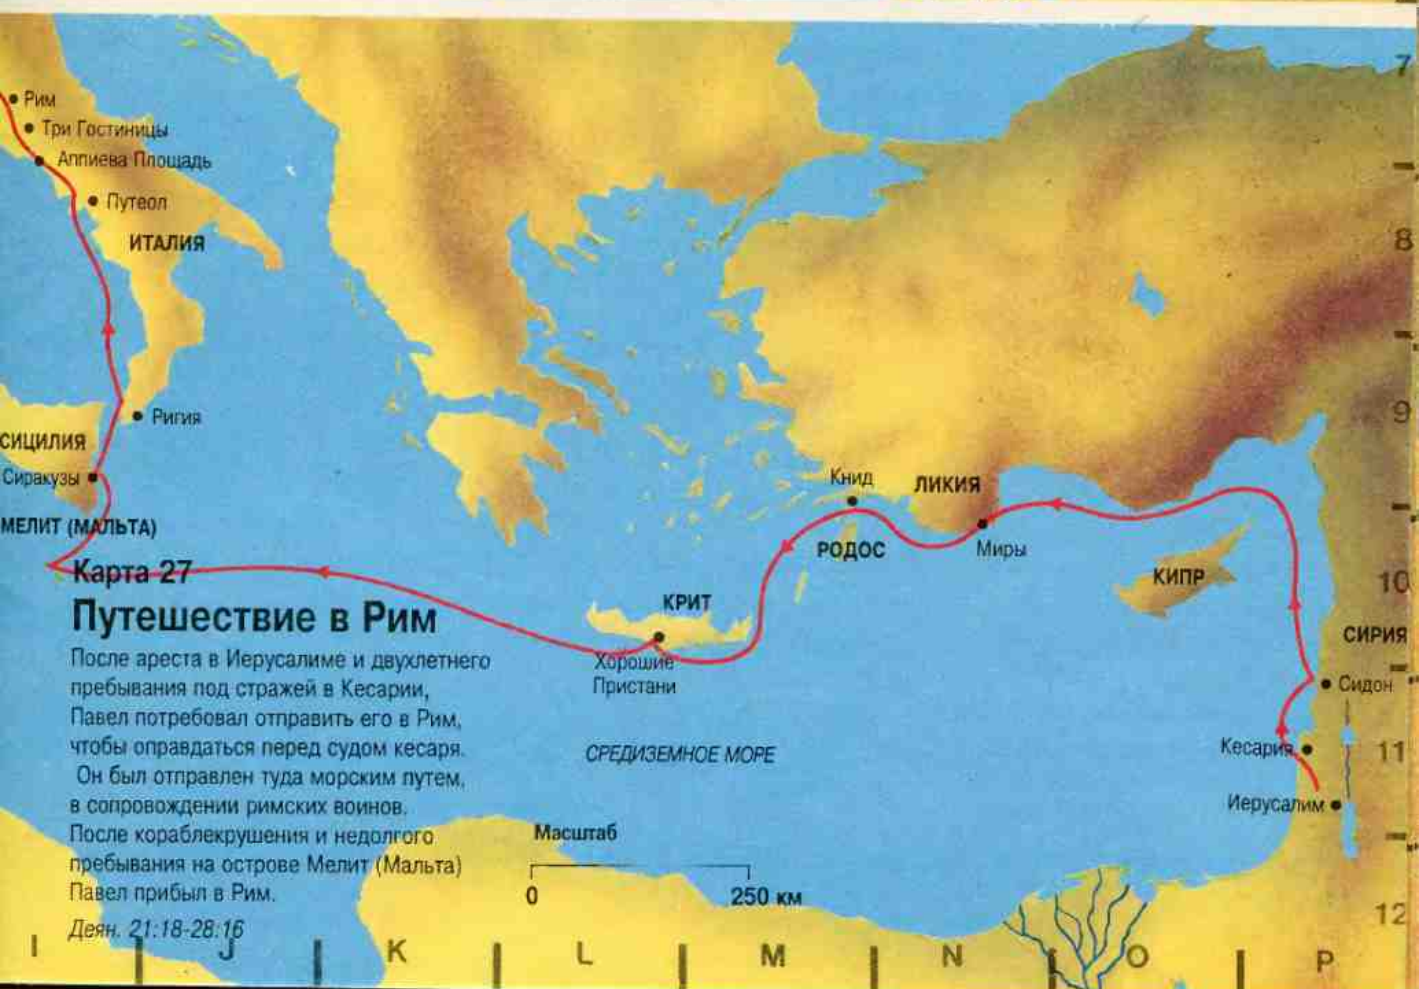 7
Рим
Три Гостиницы
Аппиева Площадь
Путеол
ИТАЛИЯ
8
9
Ригия
СИЦИЛИЯ
Сиракузы
Книд
ЛИКИЯ
МЕЛИТ (МАЛЬТА)
РОДОС
Миры
Карта 27
КИПР
10
Путешествие в Рим
КРИТ
СИРИЯ
После ареста в Иерусалиме и двухлетнего
пребывания под стражей в Кесарии,
Павел потребовал отправить его в Рим,
чтобы оправдаться перед судом кесаря.
Он был отправлен туда морским путем,
в сопровождении римских воинов.
После кораблекрушения и недолгого
пребывания на острове Мелит (Мальта)
Павел прибыл в Рим.
Деян. 21:18-28:16
Хорошие
Пристани
Сидон
СРЕДИЗЕМНОЕ МОРЕ
Кесария
11
Иерусалим
Масштаб
0
250 км
12
I
J
K
L
M
N
O
P